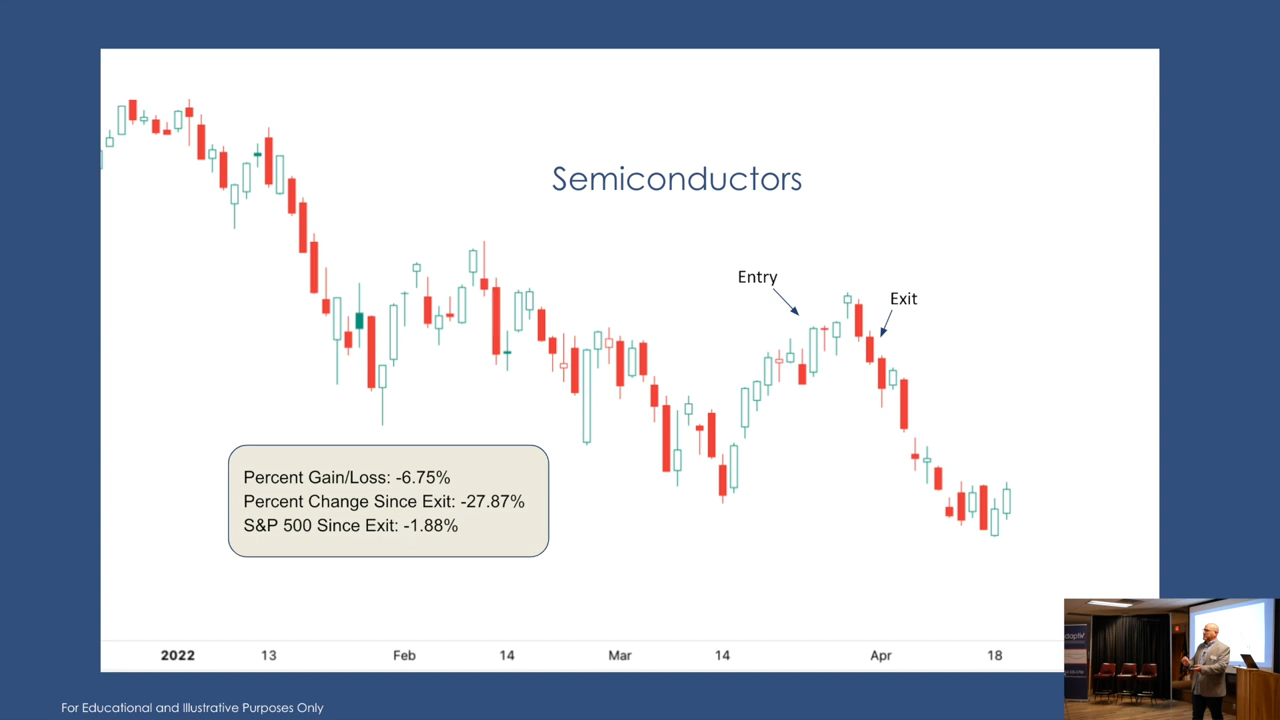 Semiconductors
Entry
Exit
Percent Gain/Loss: -6.75%
Percent Change Since Exit: -27.87%
S&P 500 Since Exit: -1.88%
2022 13 Feb 14 Mar 14 Apr 18
For Educational and Illustrative Purposes Only